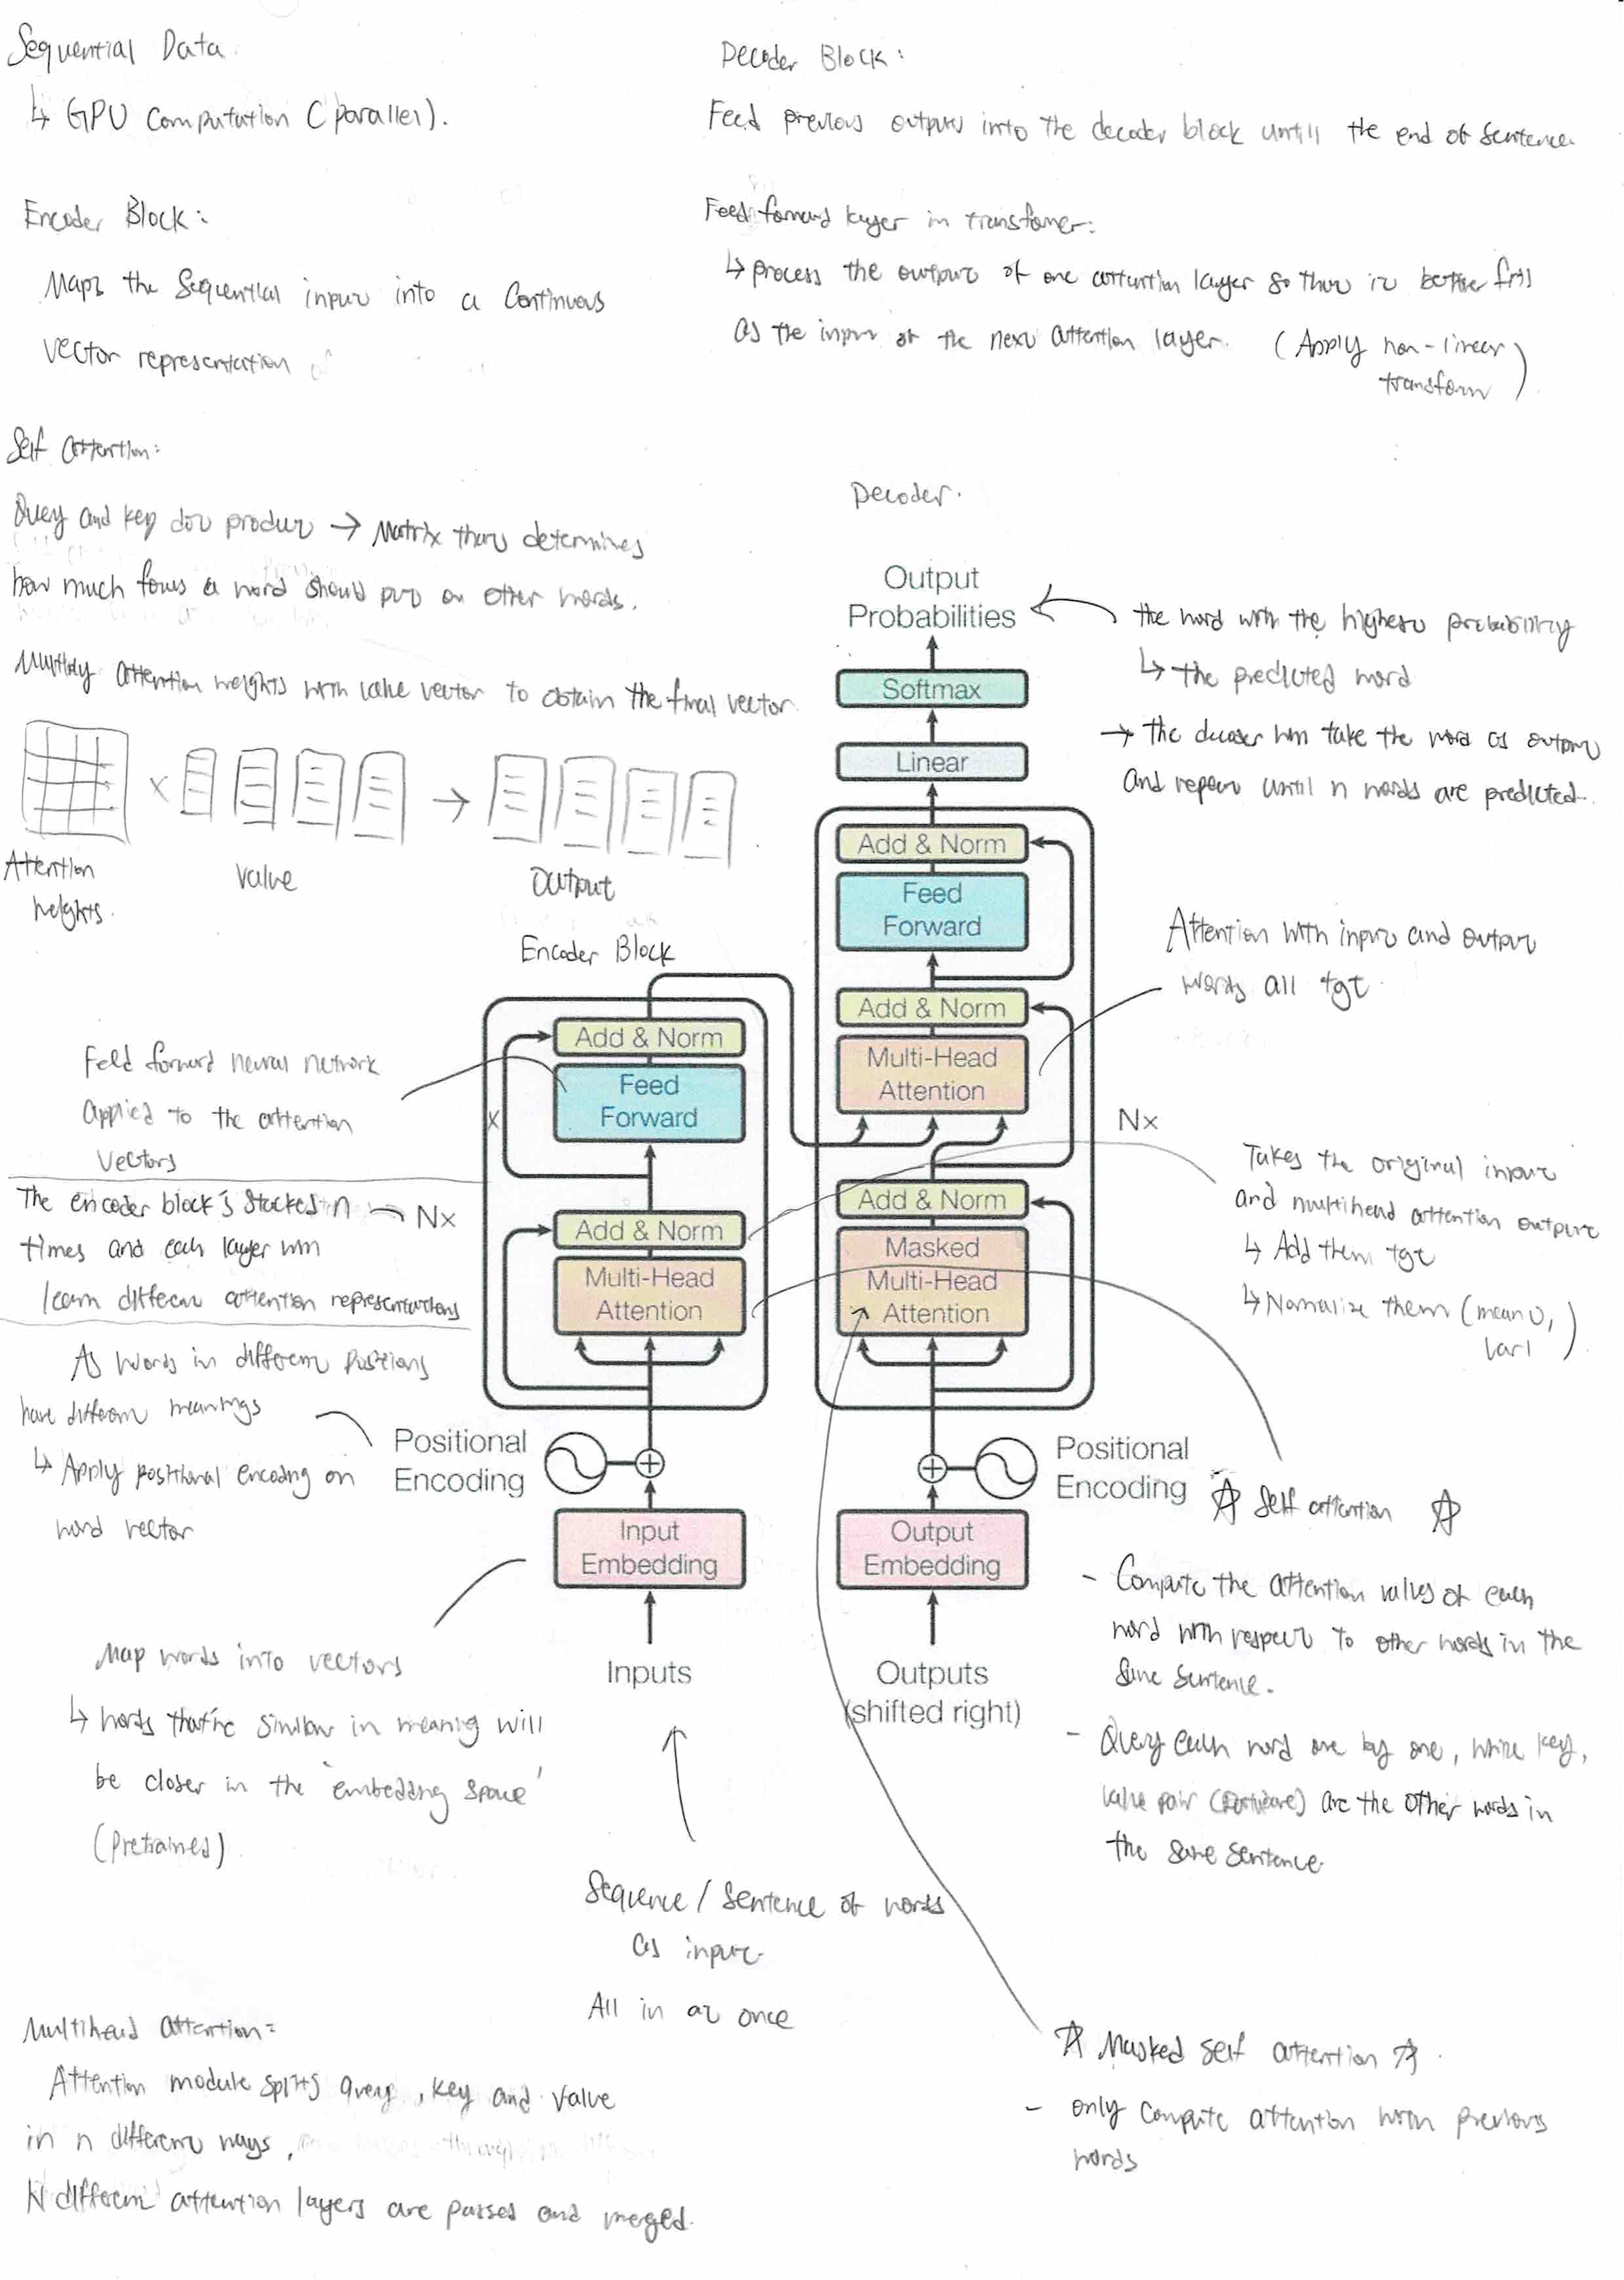 Sequential Data
↳ GPU Computation (parallel).
Encoder Block:
Maps the Sequential input into a Continuous
vector representation
Self Attention:
Query and key dot product → Matrix that determines
how much focus a word should put on other words.
Multiply attention weights with value vector to obtain the final vector.
×
→
Attention
weights.
Value
Output
Decoder Block:
Feed previous outputs into the decoder block untill the end of sentence.
Feed forward layer in transformer:
↳ process the output of one attention layer so that it better fits
as the input of the next attention layer. (Apply non-linear
transform)
Decoder.
Output
Probabilities
Softmax
Linear
Add & Norm
Feed
Forward
Add & Norm
Multi-Head
Attention
Nx
Add & Norm
Masked
Multi-Head
Attention
Positional
Encoding
Output
Embedding
Outputs
(shifted right)
the word with the highest probability
↳ the predicted word
→ the decoder will take the word as output
and repeat until n words are predicted.
Attention with input and output
words all tgt
Takes the original input
and multihead attention output
↳ Add them tgt
↳ Normalize them (mean 0,
var 1)
Encoder Block
Add & Norm
Feed
Forward
Add & Norm
Multi-Head
Attention
Nx
Positional
Encoding
Input
Embedding
Inputs
Feed forward neural network
applied to the attention
vectors
The encoder block's stacked n
times and each layer will
learn different attention representations
As words in different positions
have different meanings
↳ Apply positional encoding on
word vector
Map words into vectors
↳ words that're similar in meaning will
be closer in the 'embedding space'
(Pretrained)
Sequence / Sentence of words
as input
All in at once
☆ Self attention ☆
- Compute the attention values of each
word with respect to other words in the
same sentence.
- Query each word one by one, while key,
value pair are the other words in
the same sentence.
☆ Masked self attention ☆
- only compute attention with previous
words
Multihead attention:
Attention module splits query, key and value
in n different ways,
N different attention layers are passed and merged.